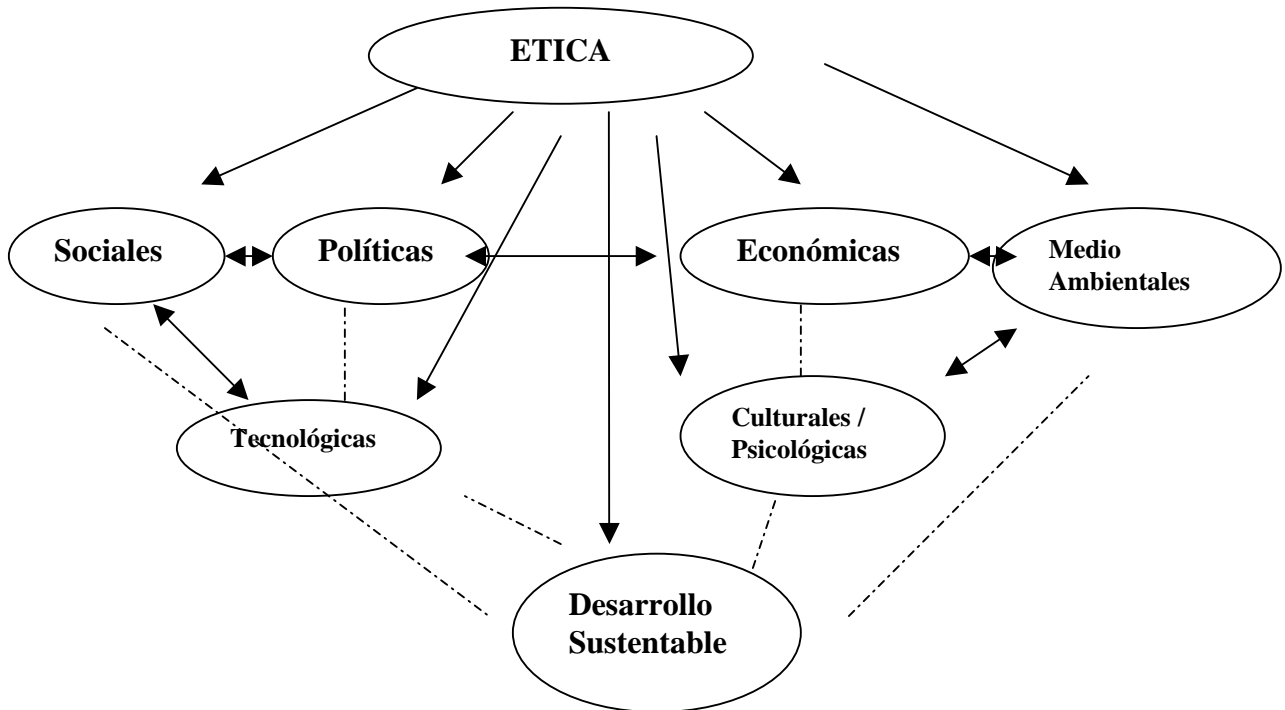 ETICA
Sociales
Políticas
Económicas
Medio
Ambientales
Tecnológicas
Culturales /
Psicológicas
Desarrollo
Sustentable